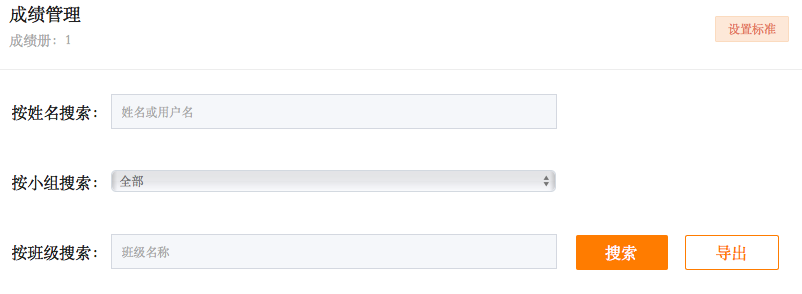 成绩管理
成绩册：1
设置标准
按姓名搜索：
姓名或用户名
按小组搜索：
全部
按班级搜索：
班级名称
搜索
导出